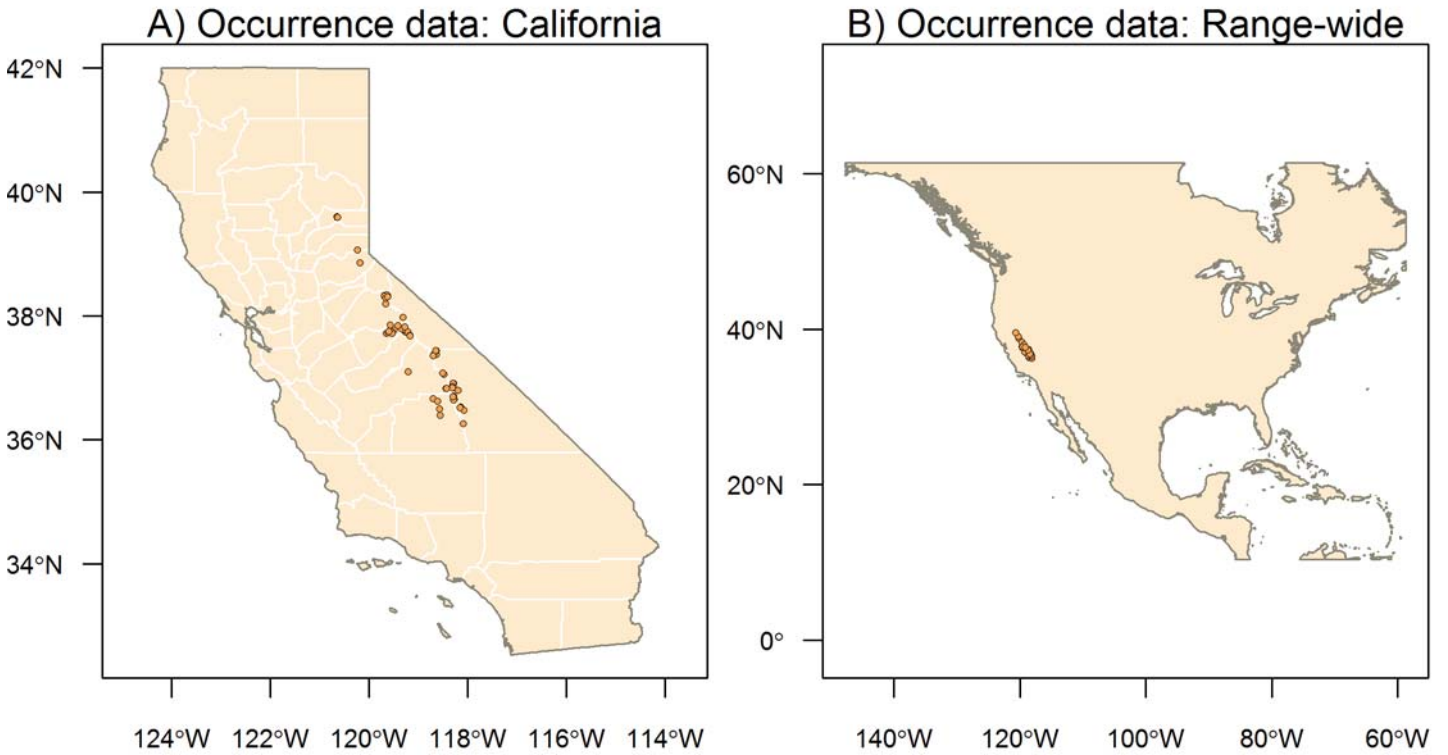 A) Occurrence data: California
42°N
40°N
38°N
36°N
34°N
124°W 122°W 120°W 118°W 116°W 114°W
B) Occurrence data: Range-wide
60°N
40°N
20°N
0°
140°W 120°W 100°W 80°W 60°W